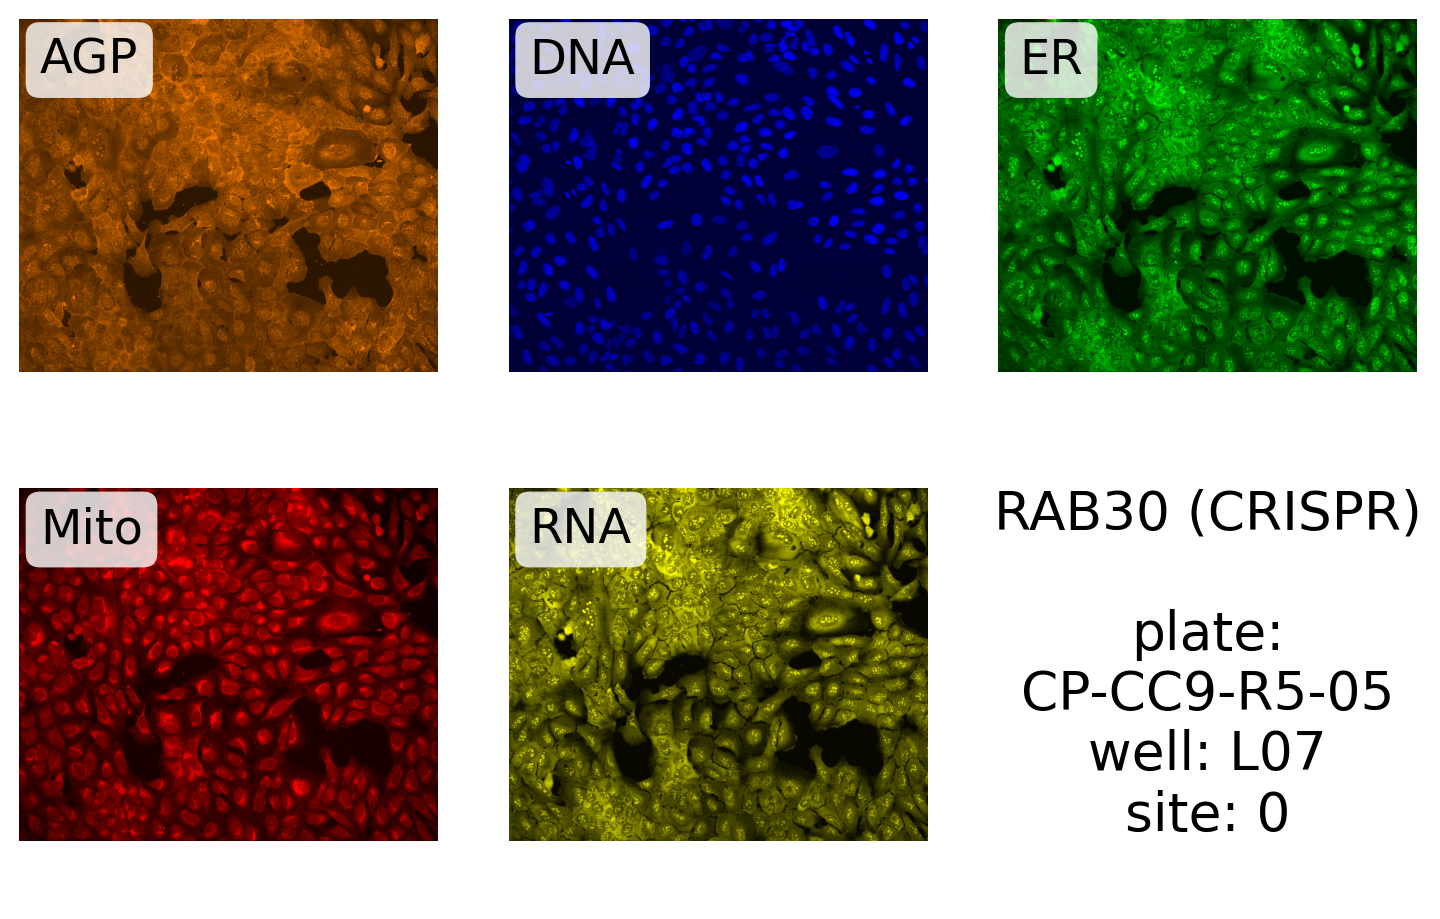 AGP
DNA
ER
Mito
RNA
RAB30 (CRISPR)
plate:
CP-CC9-R5-05
well: L07
site: 0